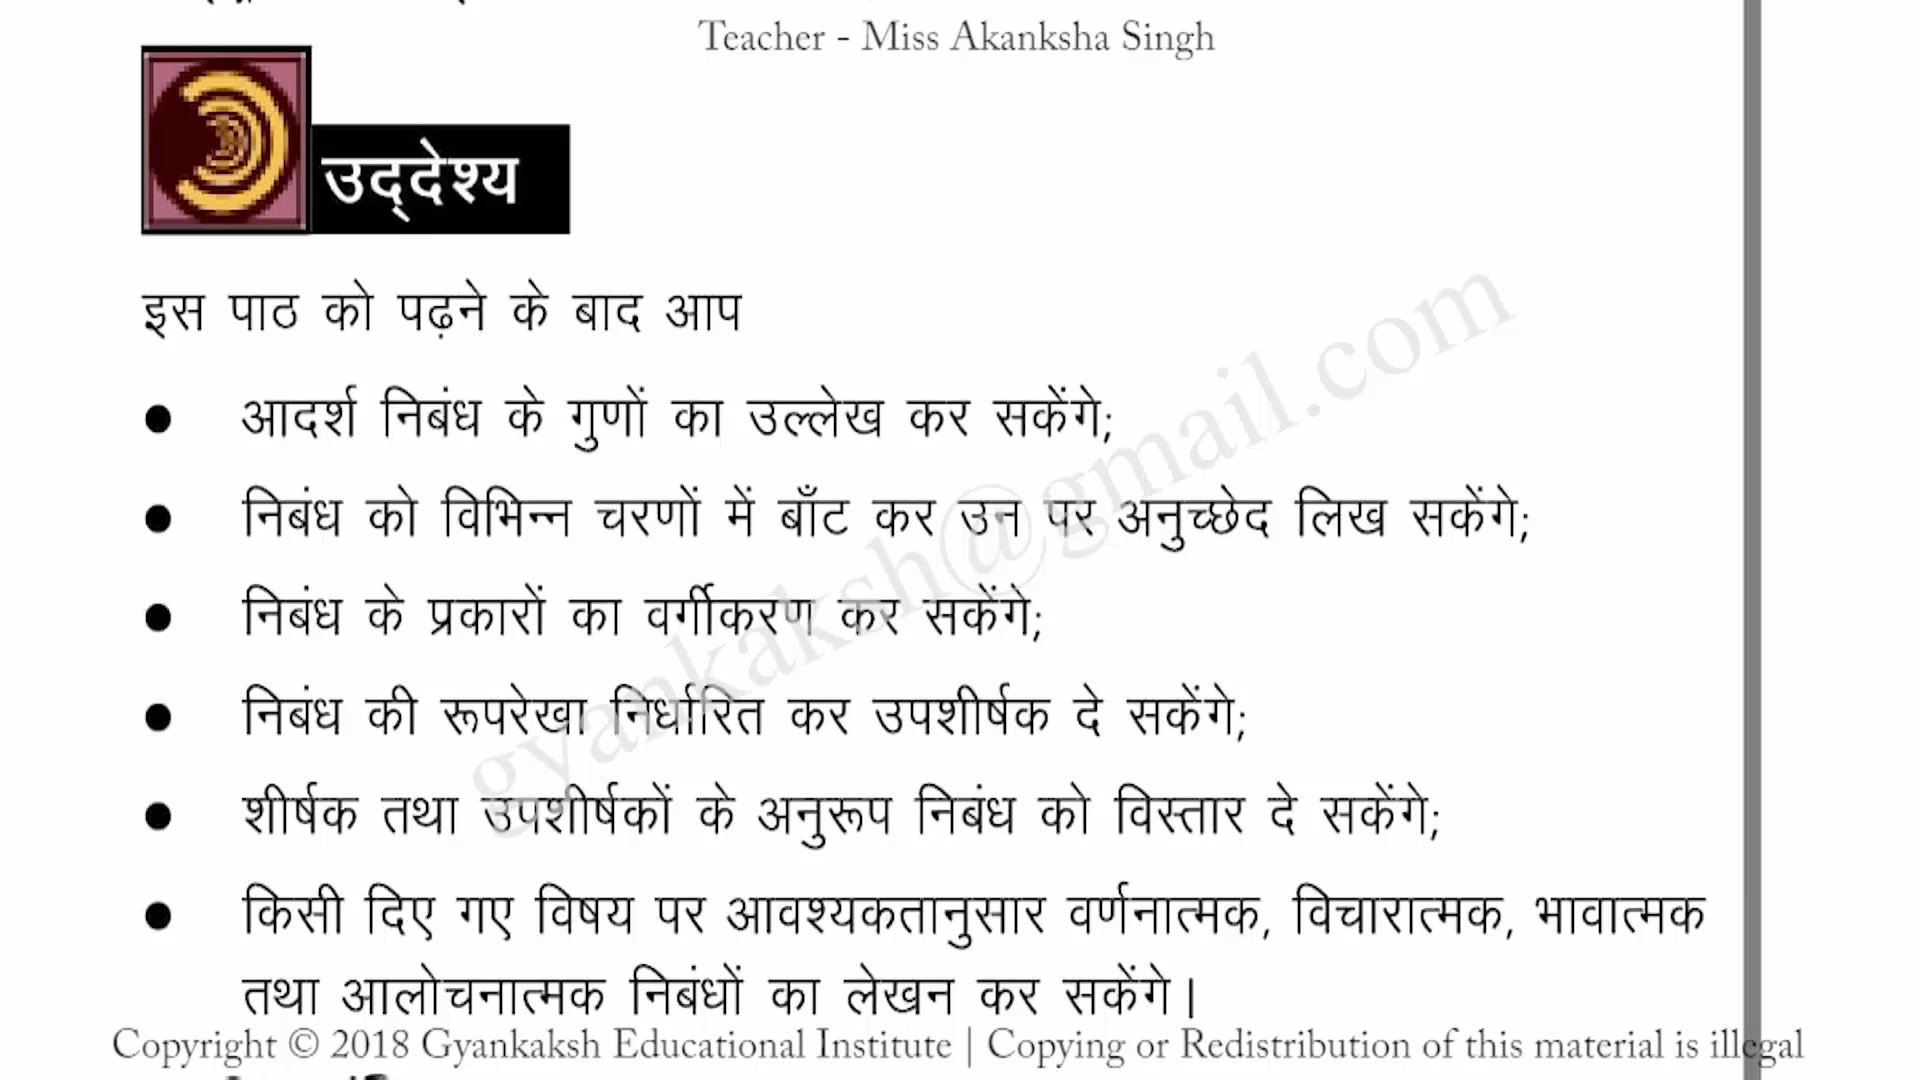 Teacher - Miss Akanksha Singh
उद्देश्य
इस पाठ को पढ़ने के बाद आप
● आदर्श निबंध के गुणों का उल्लेख कर सकेंगे;
● निबंध को विभिन्न चरणों में बाँट कर उन पर अनुच्छेद लिख सकेंगे;
● निबंध के प्रकारों का वर्गीकरण कर सकेंगे;
● निबंध की रूपरेखा निर्धारित कर उपशीर्षक दे सकेंगे;
● शीर्षक तथा उपशीर्षकों के अनुरूप निबंध को विस्तार दे सकेंगे;
● किसी दिए गए विषय पर आवश्यकतानुसार वर्णनात्मक, विचारात्मक, भावात्मक
तथा आलोचनात्मक निबंधों का लेखन कर सकेंगे।
gyankaksh@gmail.com
Copyright © 2018 Gyankaksh Educational Institute | Copying or Redistribution of this material is illegal